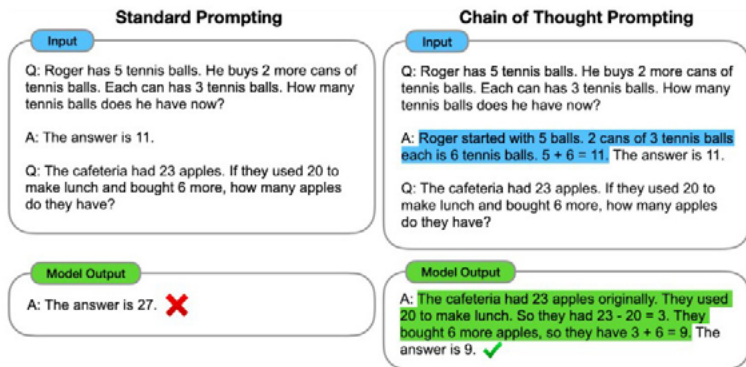 Standard Prompting
Input
Q: Roger has 5 tennis balls. He buys 2 more cans of
tennis balls. Each can has 3 tennis balls. How many
tennis balls does he have now?
A: The answer is 11.
Q: The cafeteria had 23 apples. If they used 20 to
make lunch and bought 6 more, how many apples
do they have?
Model Output
A: The answer is 27.
Chain of Thought Prompting
Input
Q: Roger has 5 tennis balls. He buys 2 more cans of
tennis balls. Each can has 3 tennis balls. How many
tennis balls does he have now?
A: Roger started with 5 balls. 2 cans of 3 tennis balls
each is 6 tennis balls. 5 + 6 = 11. The answer is 11.
Q: The cafeteria had 23 apples. If they used 20 to
make lunch and bought 6 more, how many apples
do they have?
Model Output
A: The cafeteria had 23 apples originally. They used
20 to make lunch. So they had 23 - 20 = 3. They
bought 6 more apples, so they have 3 + 6 = 9. The
answer is 9.